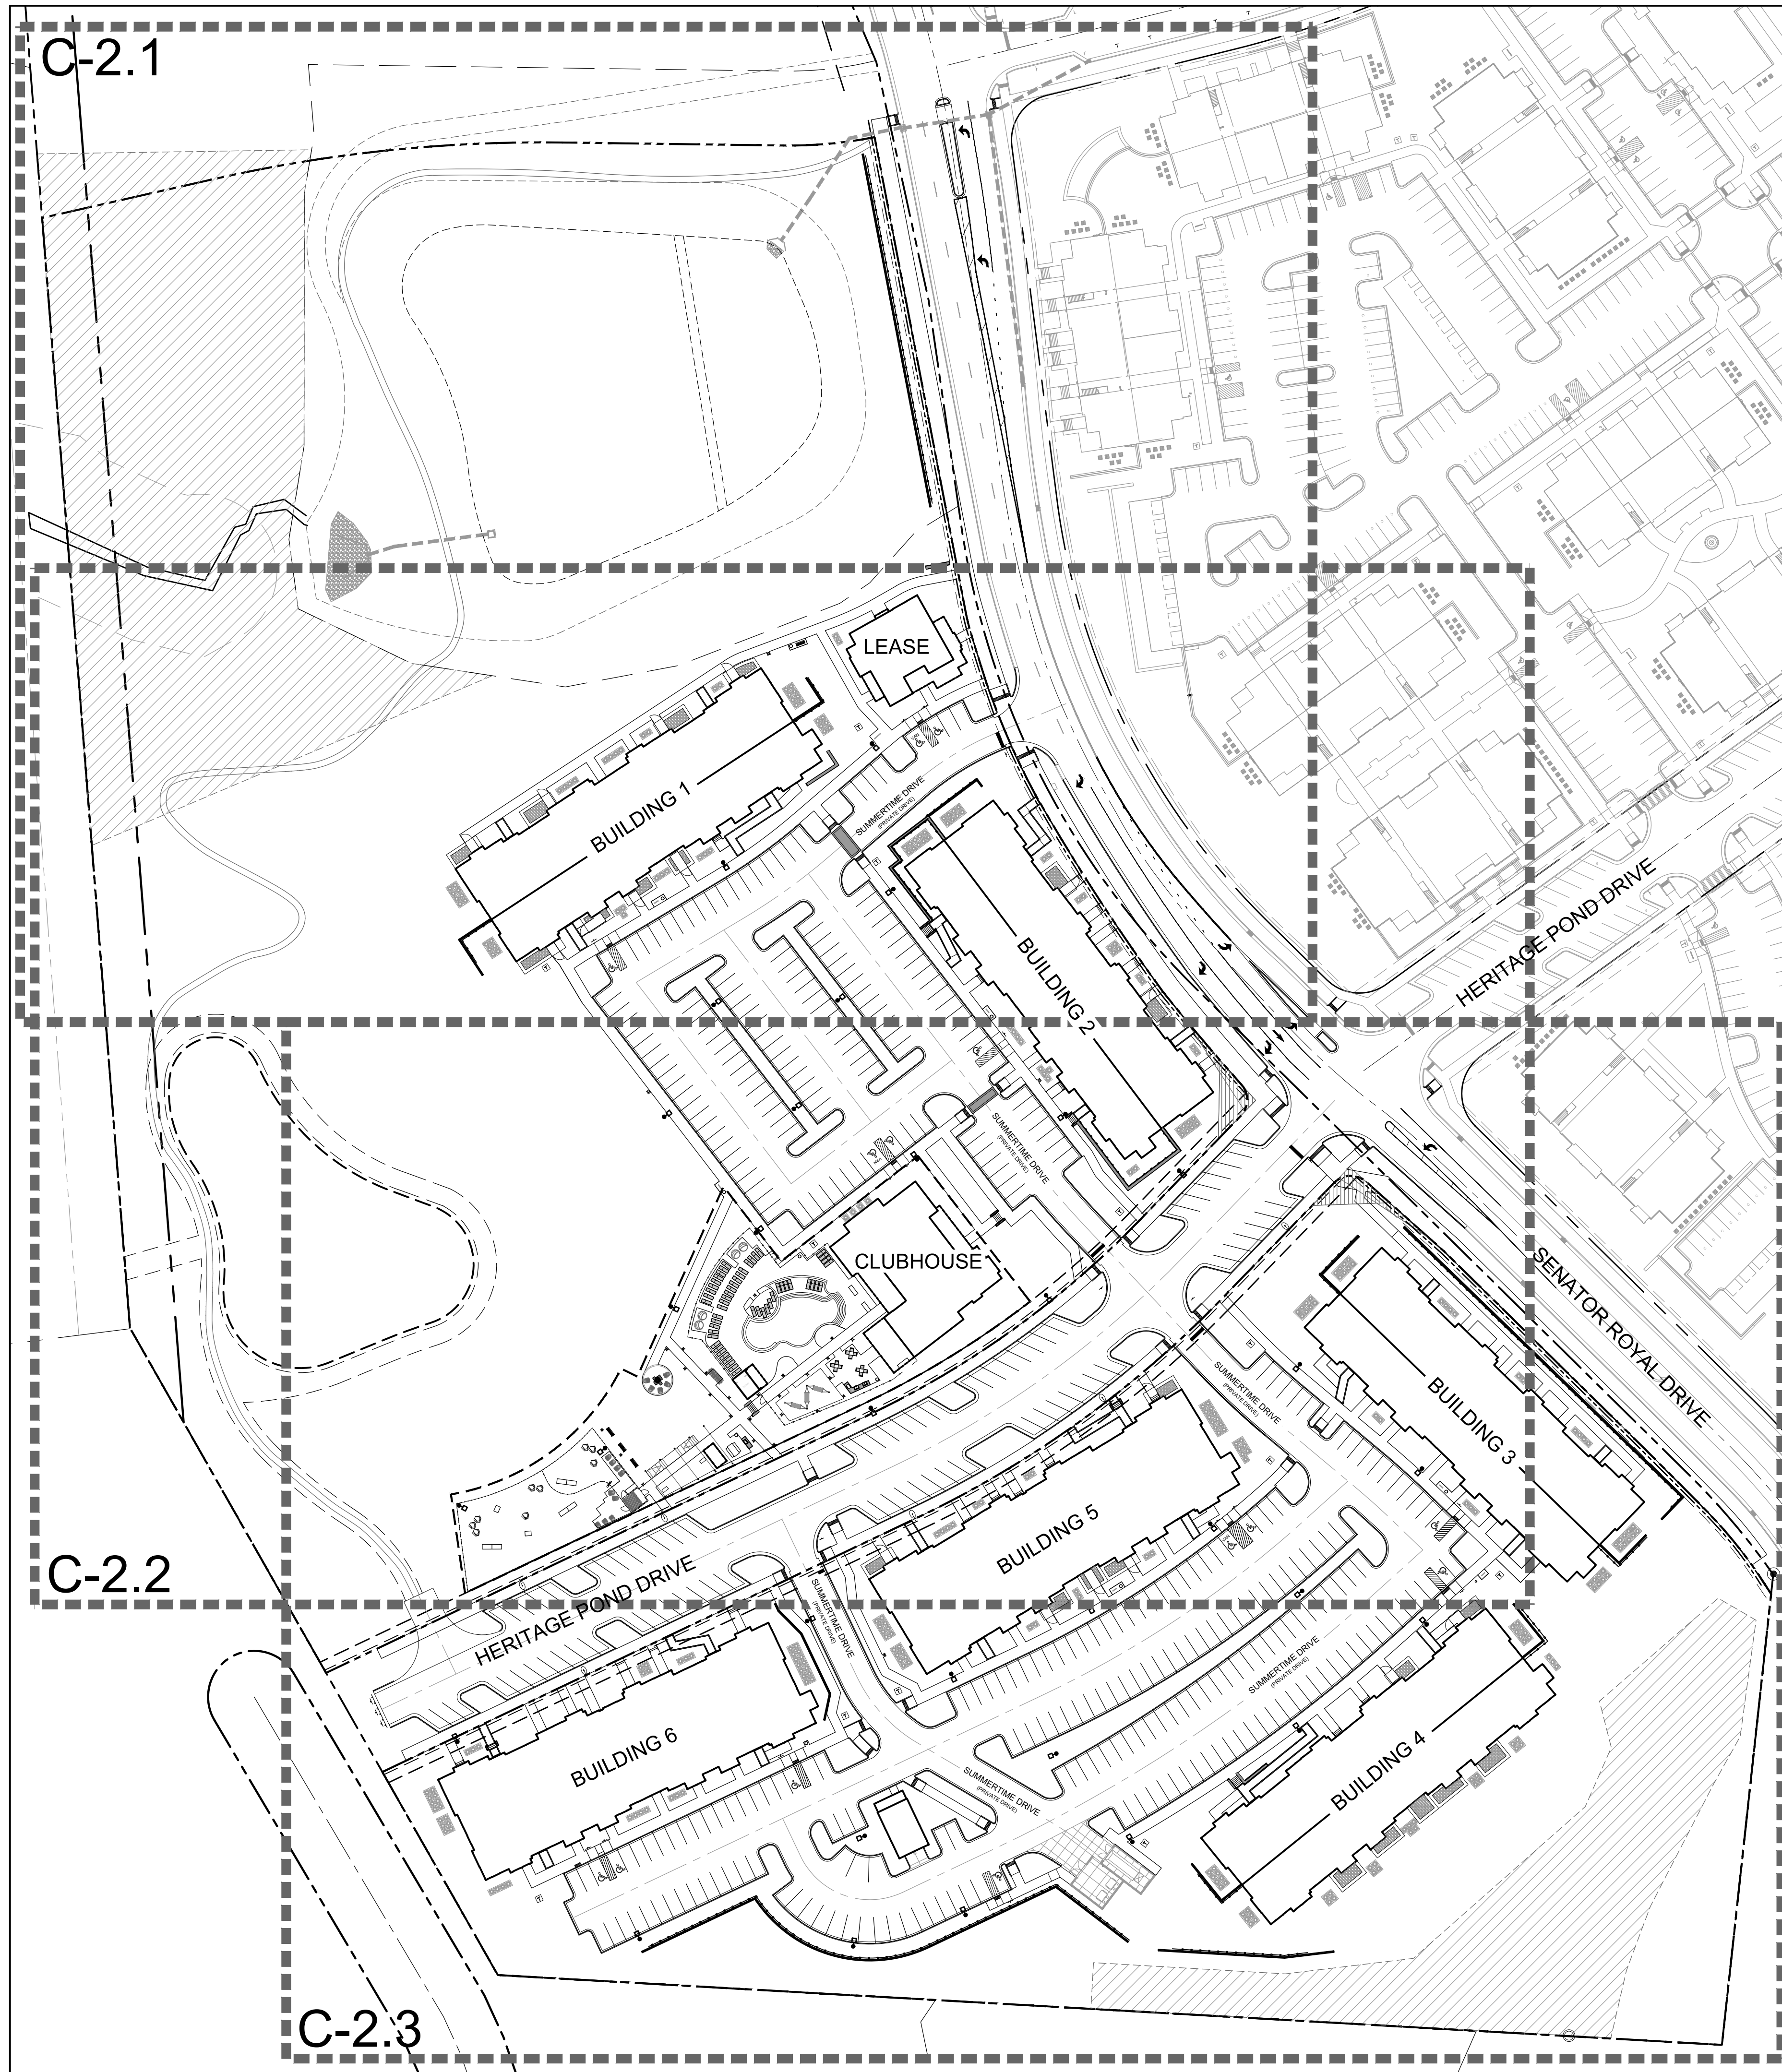 C-2.1
LEASE
BUILDING 1
SUMMERTIME DRIVE
(PRIVATE DRIVE)
BUILDING 2
HERITAGE POND DRIVE
SUMMERTIME DRIVE
(PRIVATE DRIVE)
CLUBHOUSE
SENATOR ROYAL DRIVE
SUMMERTIME DRIVE
(PRIVATE DRIVE)
BUILDING 3
BUILDING 5
C-2.2
HERITAGE POND DRIVE
SUMMERTIME DRIVE
(PRIVATE DRIVE)
SUMMERTIME DRIVE
(PRIVATE DRIVE)
BUILDING 6
BUILDING 4
SUMMERTIME DRIVE
(PRIVATE DRIVE)
C-2.3